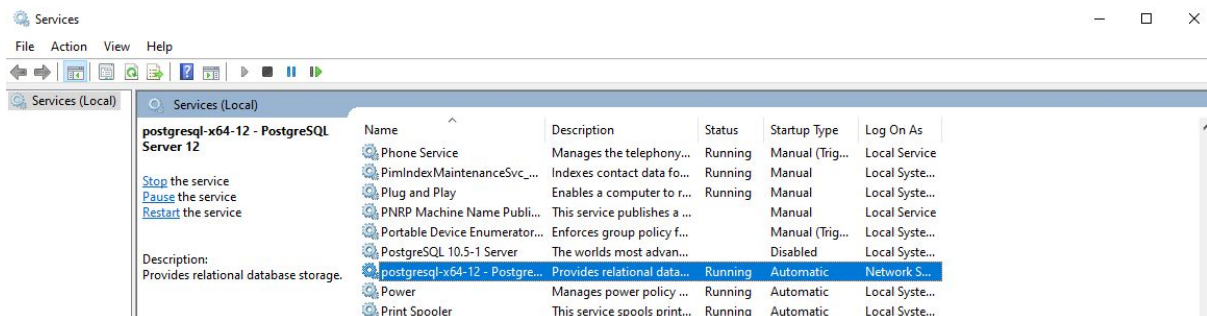 Services
File Action View Help
Services (Local)
Services (Local)
postgresql-x64-12 - PostgreSQL
Server 12
Stop the service
Pause the service
Restart the service
Description:
Provides relational database storage.
Name Description Status Startup Type Log On As
Phone Service Manages the telephony... Running Manual (Trig... Local Service
PimIndexMaintenanceSvc_... Indexes contact data fo... Running Manual Local Syste...
Plug and Play Enables a computer to r... Running Manual Local Syste...
PNRP Machine Name Publi... This service publishes a ... Manual Local Service
Portable Device Enumerator... Enforces group policy f... Manual (Trig... Local Syste...
PostgreSQL 10.5-1 Server The worlds most advan... Disabled Local Syste...
postgresql-x64-12 - Postgre... Provides relational data... Running Automatic Network S...
Power Manages power policy ... Running Automatic Local Syste...
Print Spooler This service spools print... Running Automatic Local Syste...